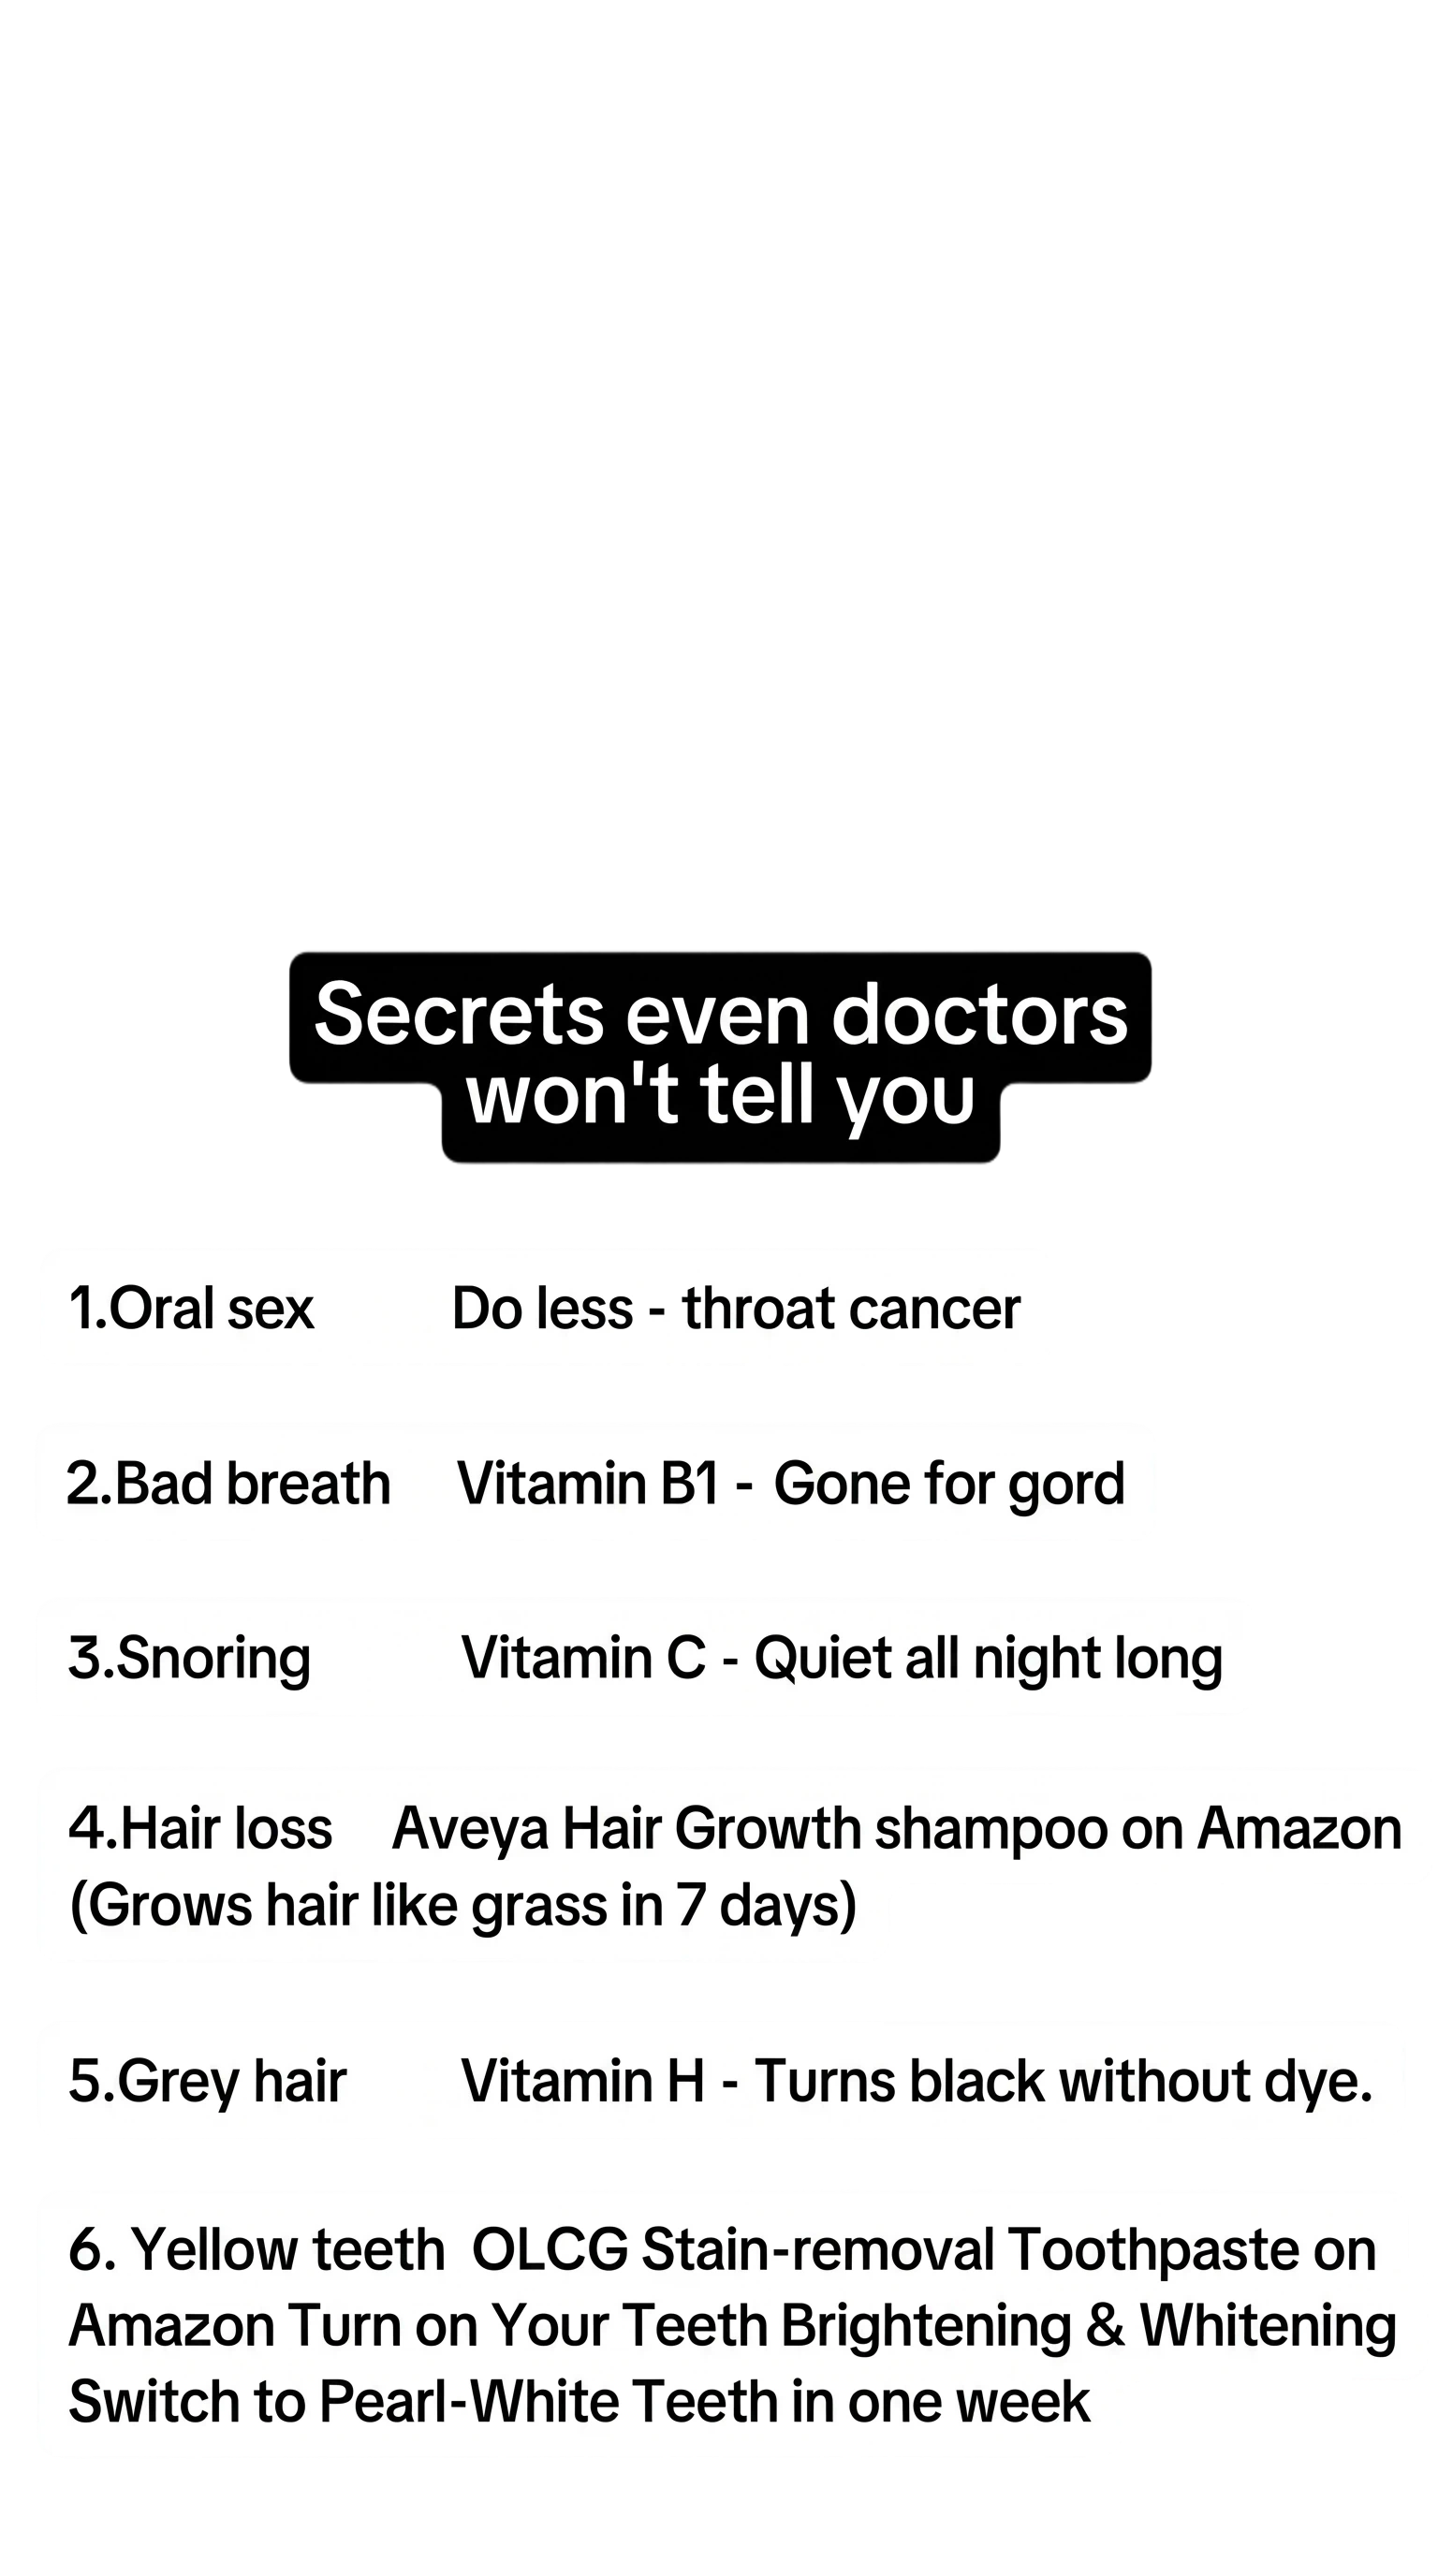 Secrets even doctors
won't tell you
1.Oral sex Do less - throat cancer
2.Bad breath Vitamin B1 - Gone for gord
3.Snoring Vitamin C - Quiet all night long
4.Hair loss Aveya Hair Growth shampoo on Amazon
(Grows hair like grass in 7 days)
5.Grey hair Vitamin H - Turns black without dye.
6. Yellow teeth OLCG Stain-removal Toothpaste on
Amazon Turn on Your Teeth Brightening & Whitening
Switch to Pearl-White Teeth in one week